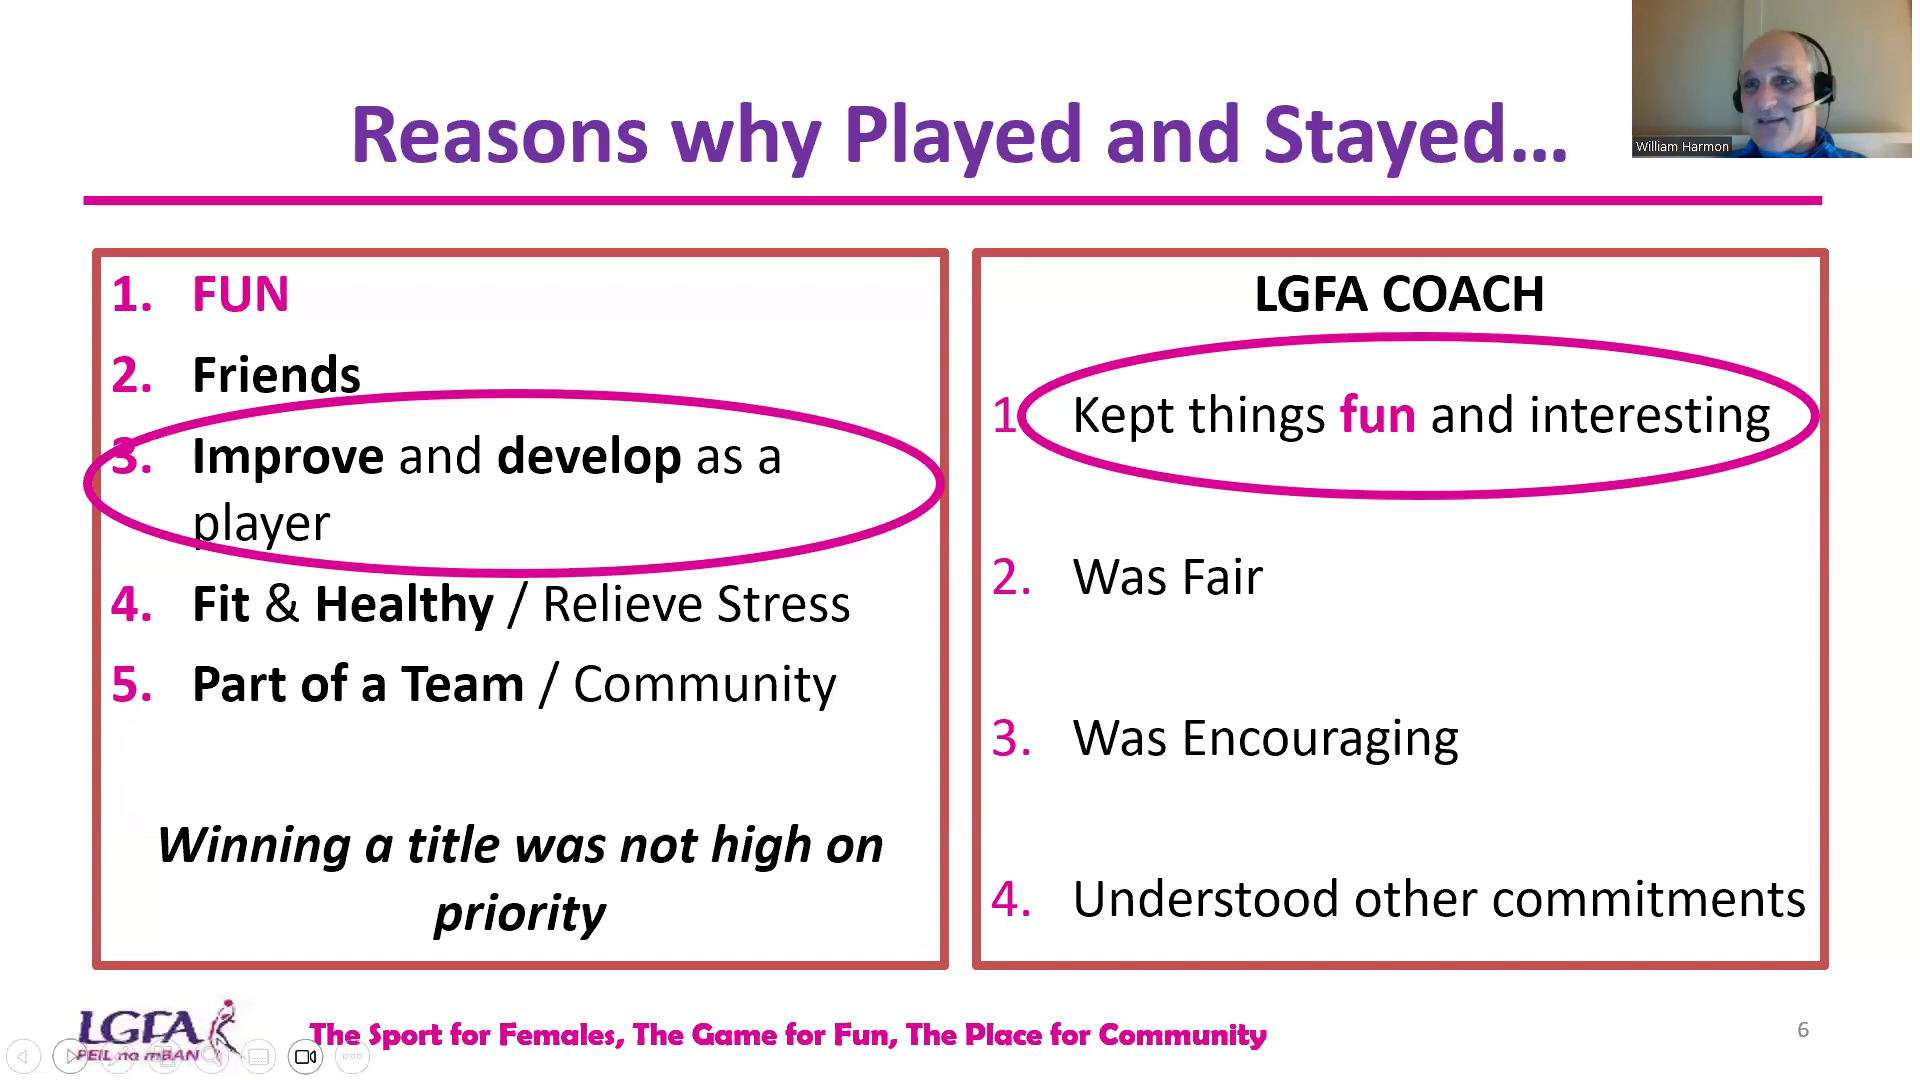 Reasons why Played and Stayed...
William Harmon
1. FUN
2. Friends
3. Improve and develop as a
player
4. Fit & Healthy / Relieve Stress
5. Part of a Team / Community
Winning a title was not high on
priority
LGFA COACH
1 Kept things fun and interesting
2. Was Fair
3. Was Encouraging
4. Understood other commitments
LGFA
PEIL na mBAN
The Sport for Females, The Game for Fun, The Place for Community
6